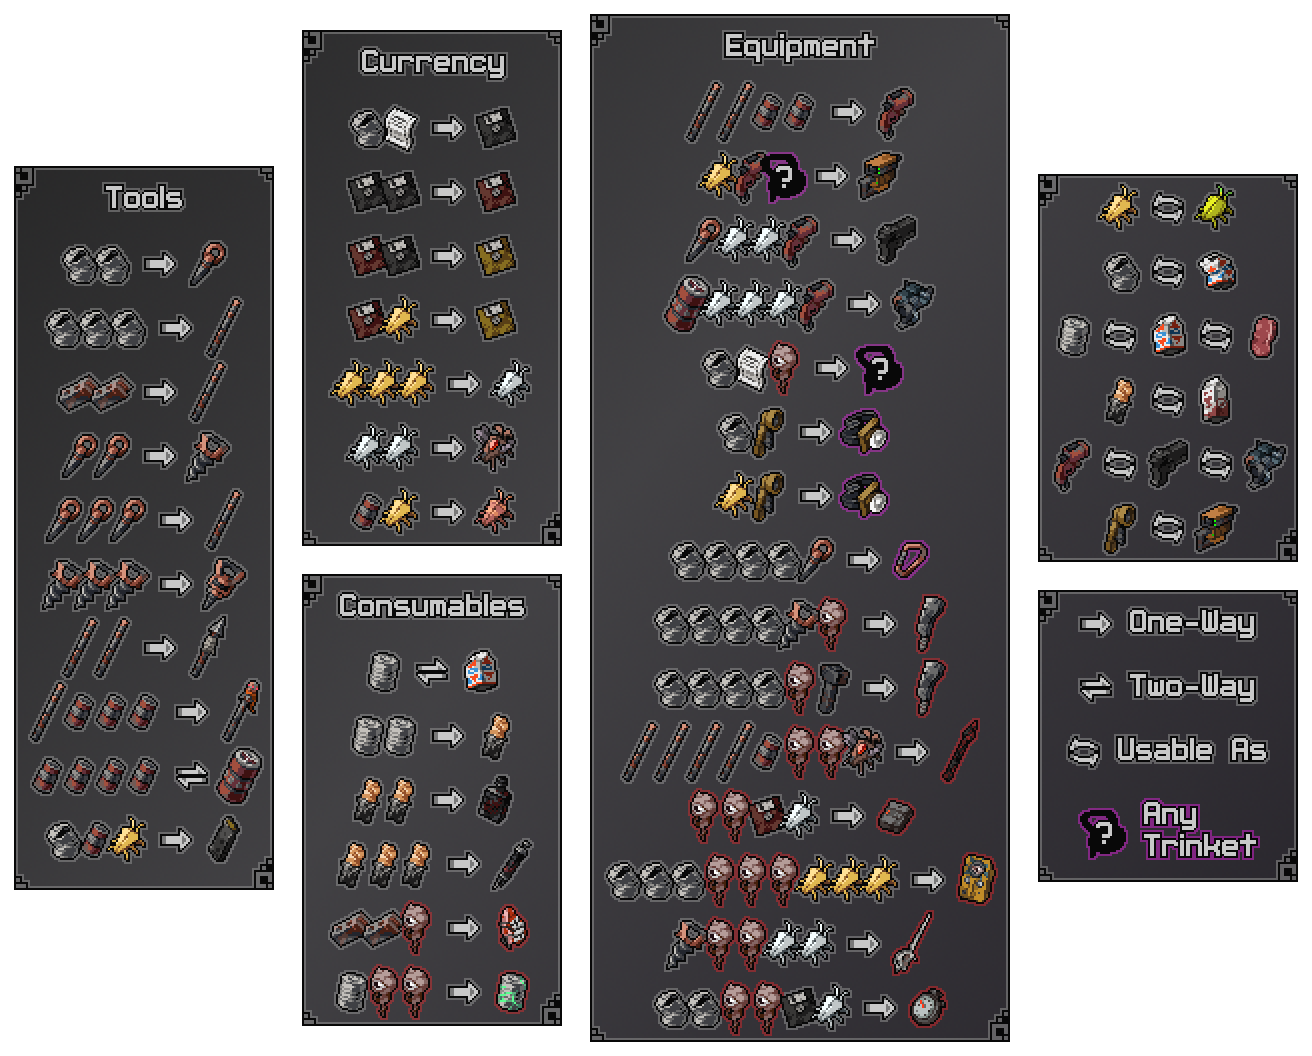 Tools
Currency
Consumables
Equipment
?
?
One-Way
Two-Way
Usable As
?
Any
Trinket